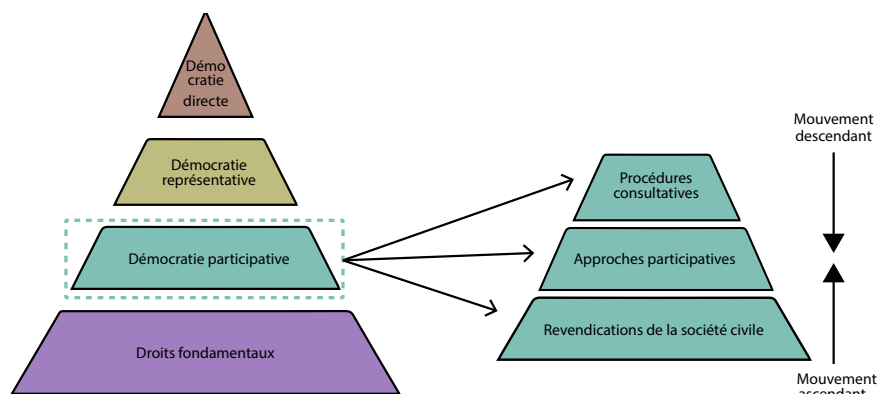 Démo
cratie
directe
Démocratie
représentative
Démocratie participative
Droits fondamentaux
Procédures
consultatives
Approches participatives
Revendications de la société civile
Mouvement
descendant
Mouvement
ascendant